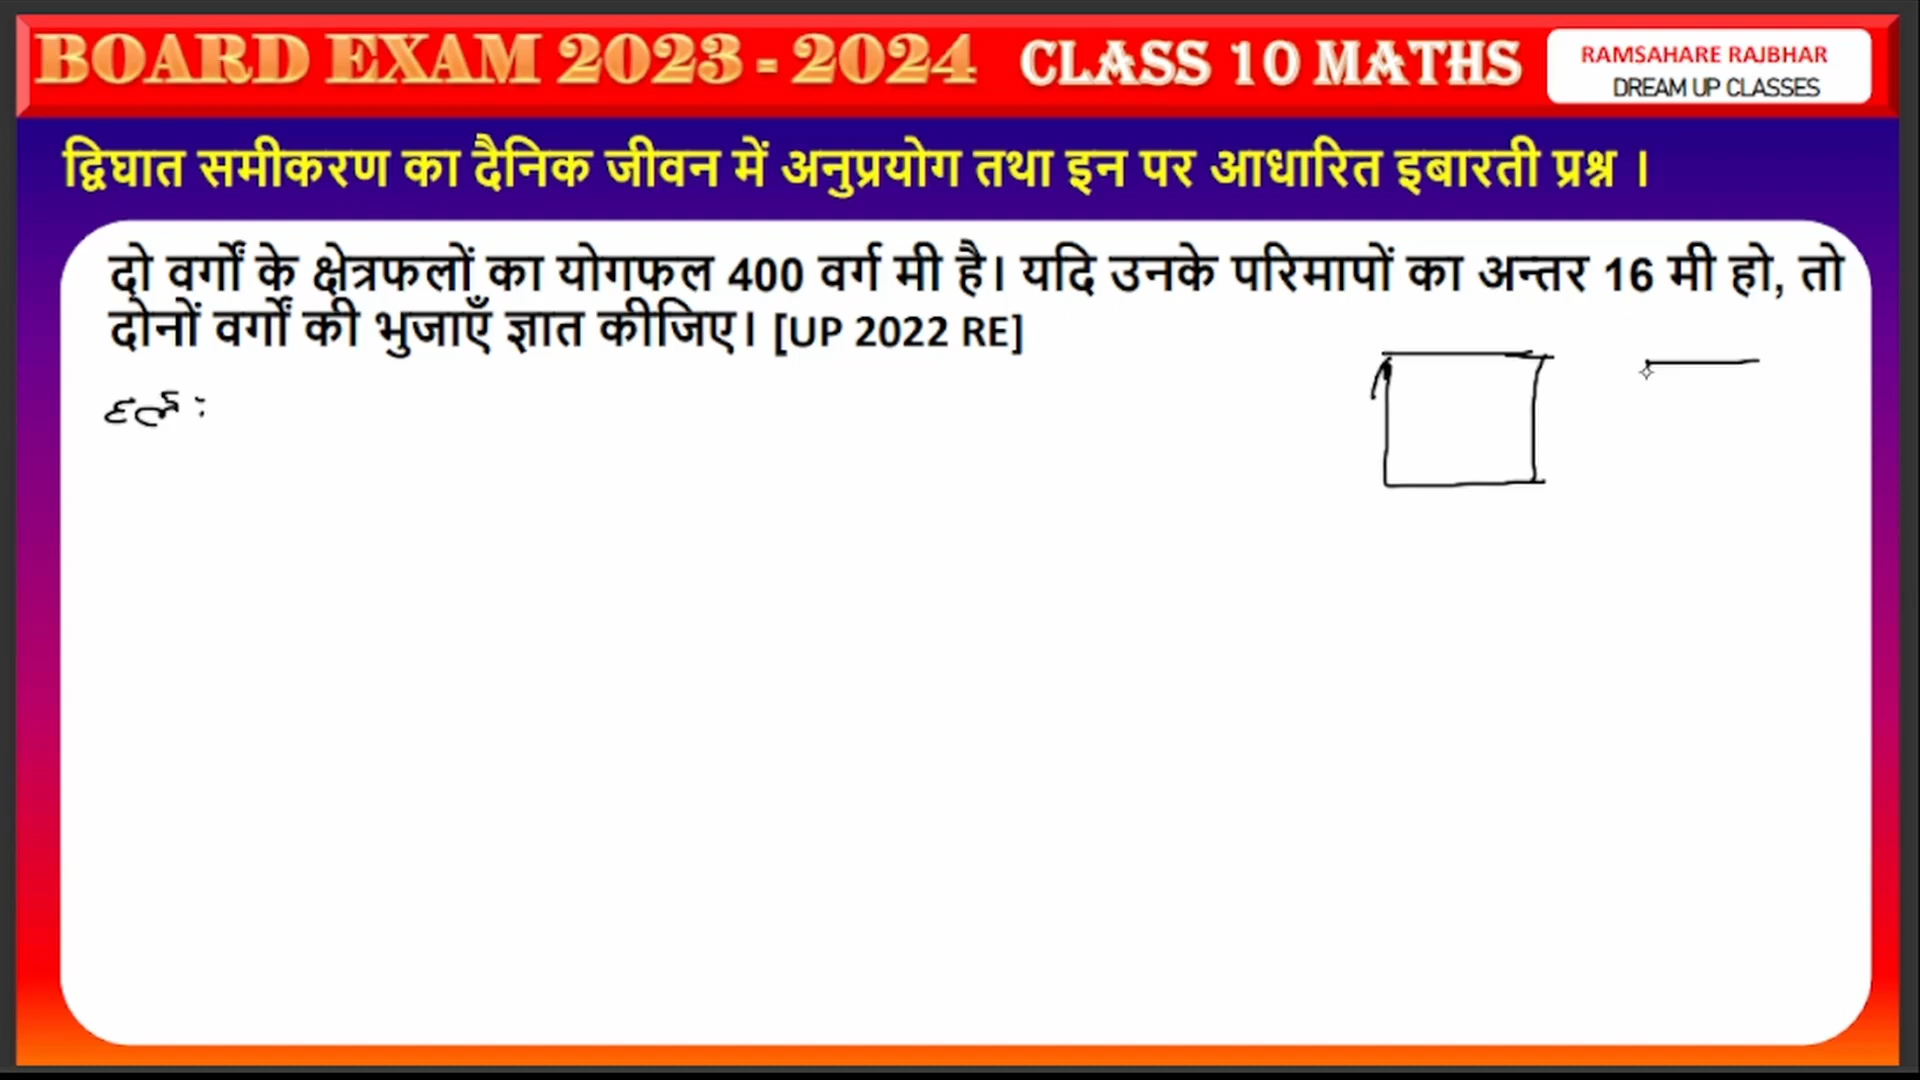 BOARD EXAM 2023 - 2024 CLASS 10 MATHS
RAMSAHARE RAJBHAR
DREAM UP CLASSES
द्विघात समीकरण का दैनिक जीवन में अनुप्रयोग तथा इन पर आधारित इबारती प्रश्न ।
दो वर्गों के क्षेत्रफलों का योगफल 400 वर्ग मी है। यदि उनके परिमापों का अन्तर 16 मी हो, तो
दोनों वर्गों की भुजाएँ ज्ञात कीजिए। [UP 2022 RE]
हल :